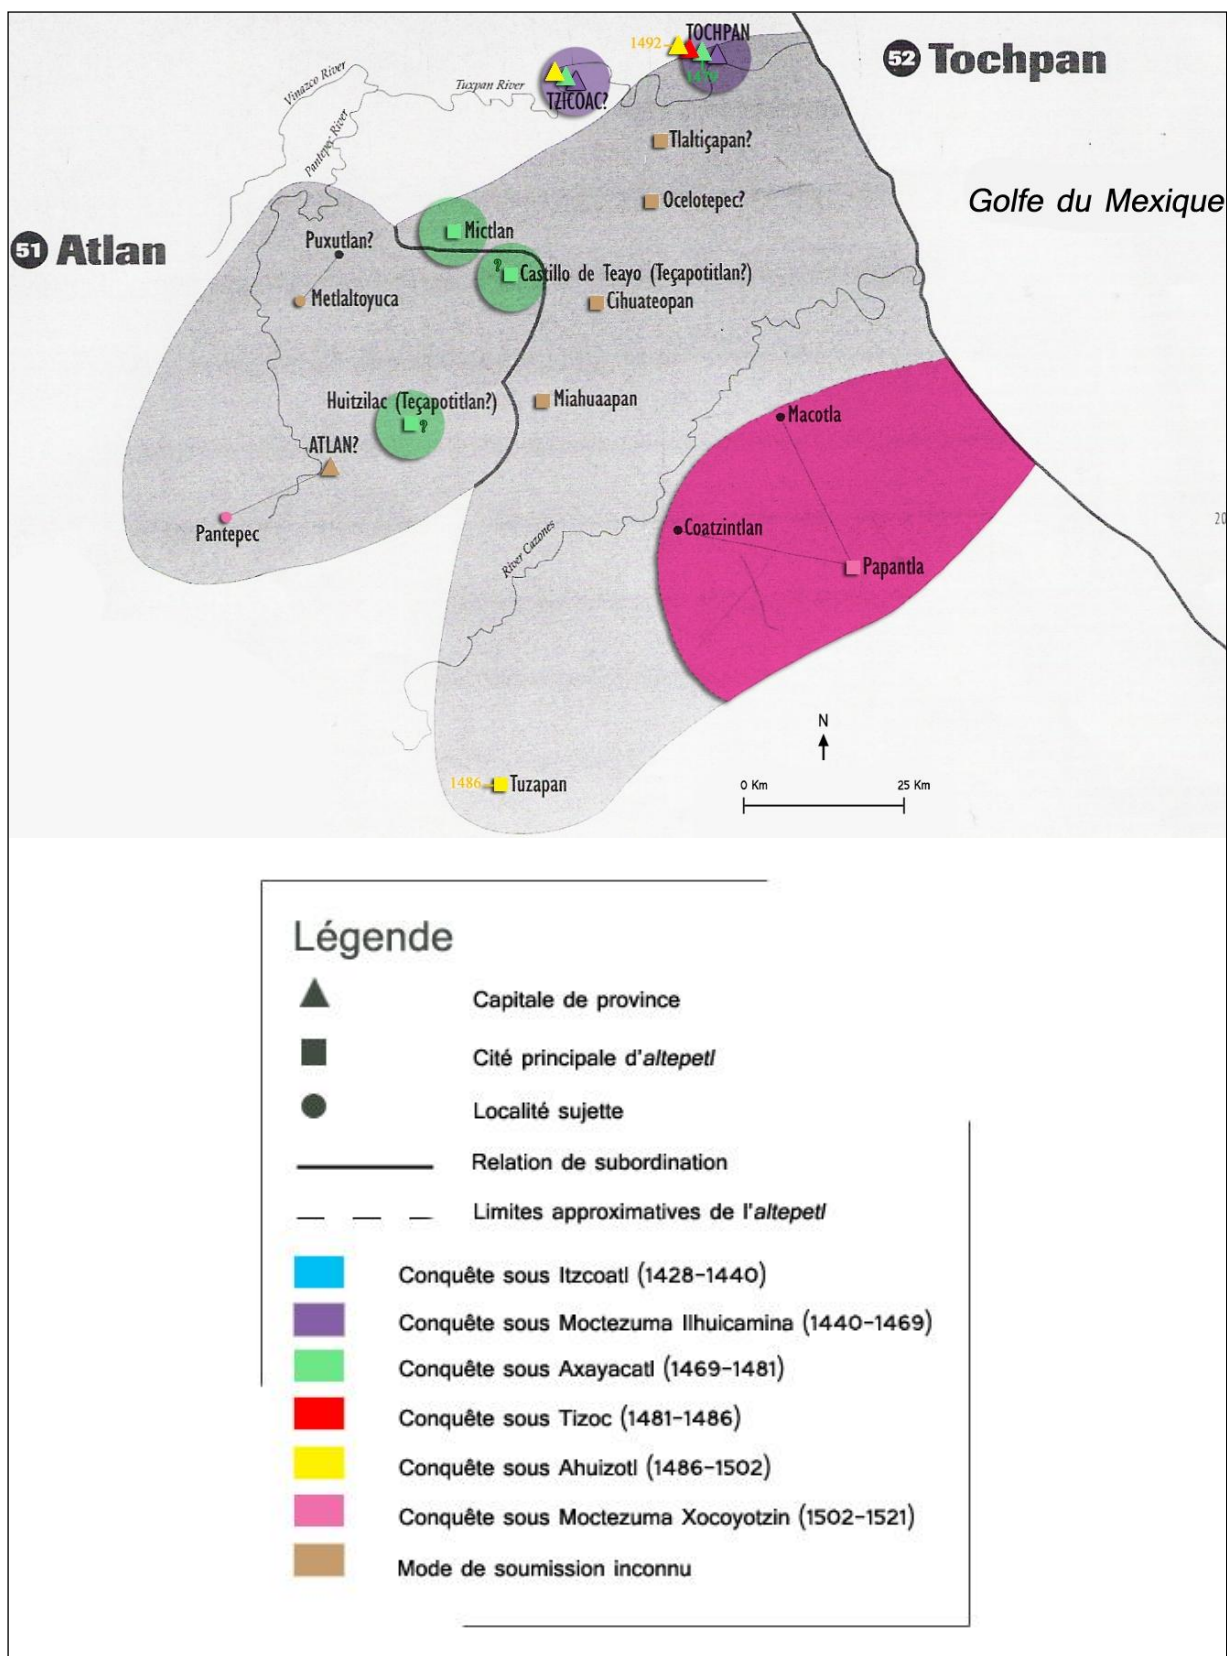 1492
TOCHPAN
1479
52 Tochpan
Vinazco River
Tuxpan River
TZICOAC?
Pantepec River
Tlaltiçapan?
Ocelotepec?
Golfe du Mexique
51 Atlan
Puxutlan?
Mictlan
? Castillo de Teayo (Teçapotitlan?)
Metlaltoyuca
Cihuateopan
Huitzilac (Teçapotitlan?)
?
Miahuaapan
Macotla
ATLAN?
Pantepec
Coatzintlan
20
River Cazones
Papantla
N
1486
Tuzapan
0 Km
25 Km
Légende
Capitale de province
Cité principale d'altepetl
Localité sujette
Relation de subordination
Limites approximatives de l'altepetl
Conquête sous Itzcoatl (1428-1440)
Conquête sous Moctezuma Ilhuicamina (1440-1469)
Conquête sous Axayacatl (1469-1481)
Conquête sous Tizoc (1481-1486)
Conquête sous Ahuizotl (1486-1502)
Conquête sous Moctezuma Xocoyotzin (1502-1521)
Mode de soumission inconnu